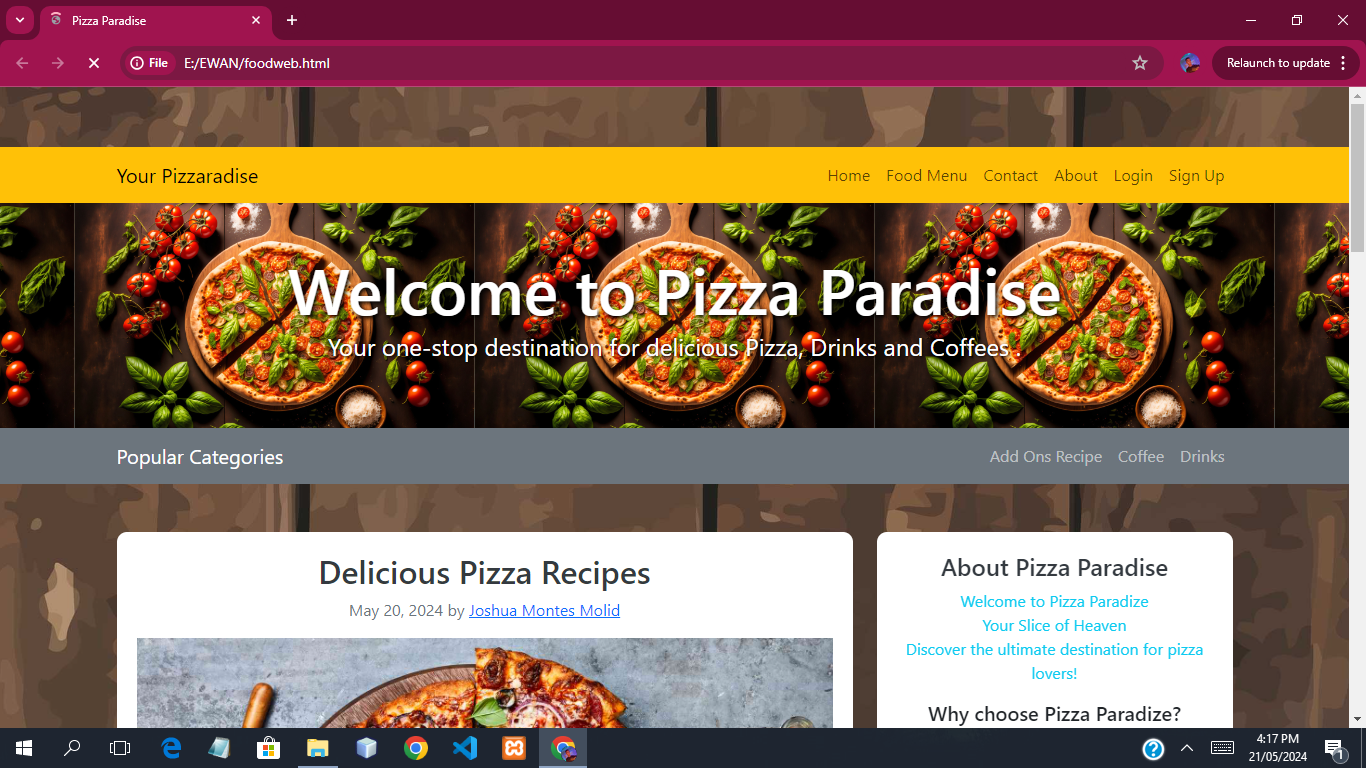 Pizza Paradise
File
E:/EWAN/foodweb.html
Relaunch to update
Your Pizzaradise
Home Food Menu Contact About Login Sign Up
Welcome to Pizza Paradise
Your one-stop destination for delicious Pizza, Drinks and Coffees .
Popular Categories
Add Ons Recipe Coffee Drinks
Delicious Pizza Recipes
May 20, 2024 by Joshua Montes Molid
About Pizza Paradise
Welcome to Pizza Paradize
Your Slice of Heaven
Discover the ultimate destination for pizza
lovers!
Why choose Pizza Paradize?
4:17 PM
21/05/2024
1